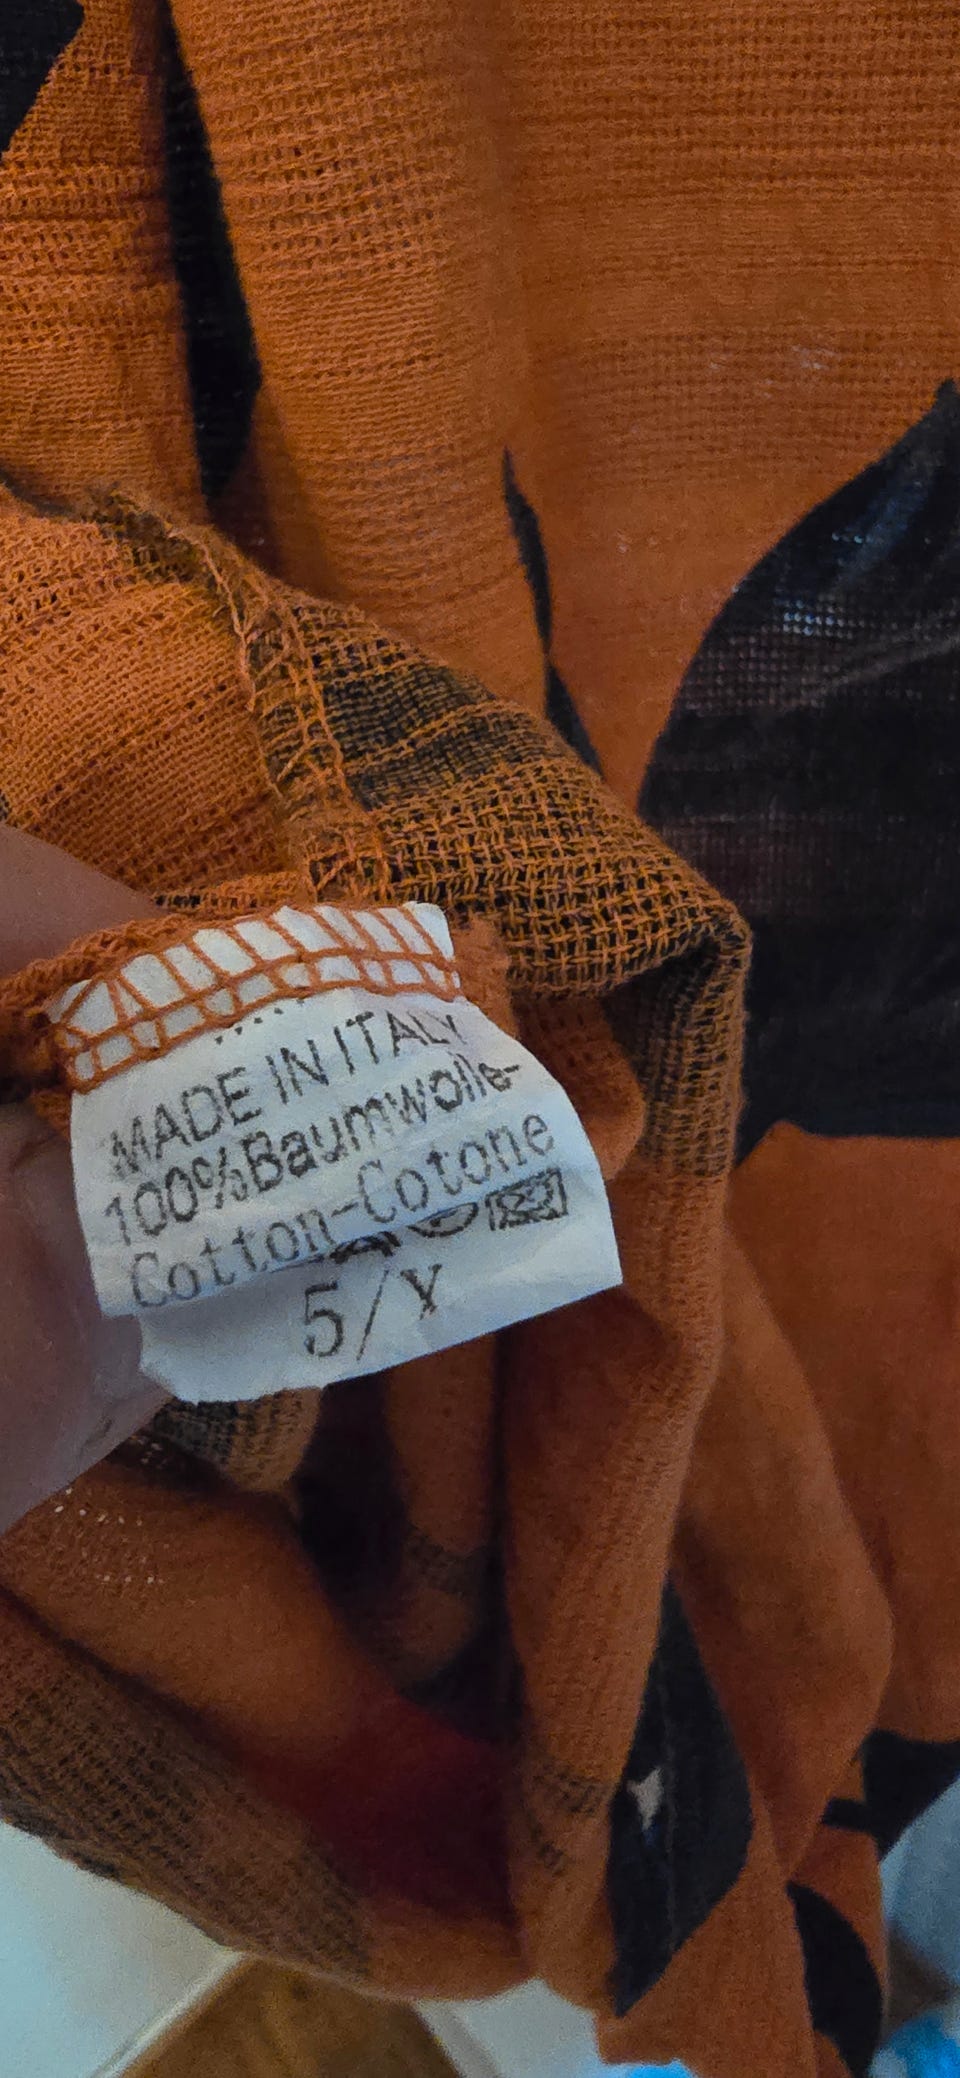 MADE IN ITALY
100%Baumwolle-
Cotton-Cotone
5/Y